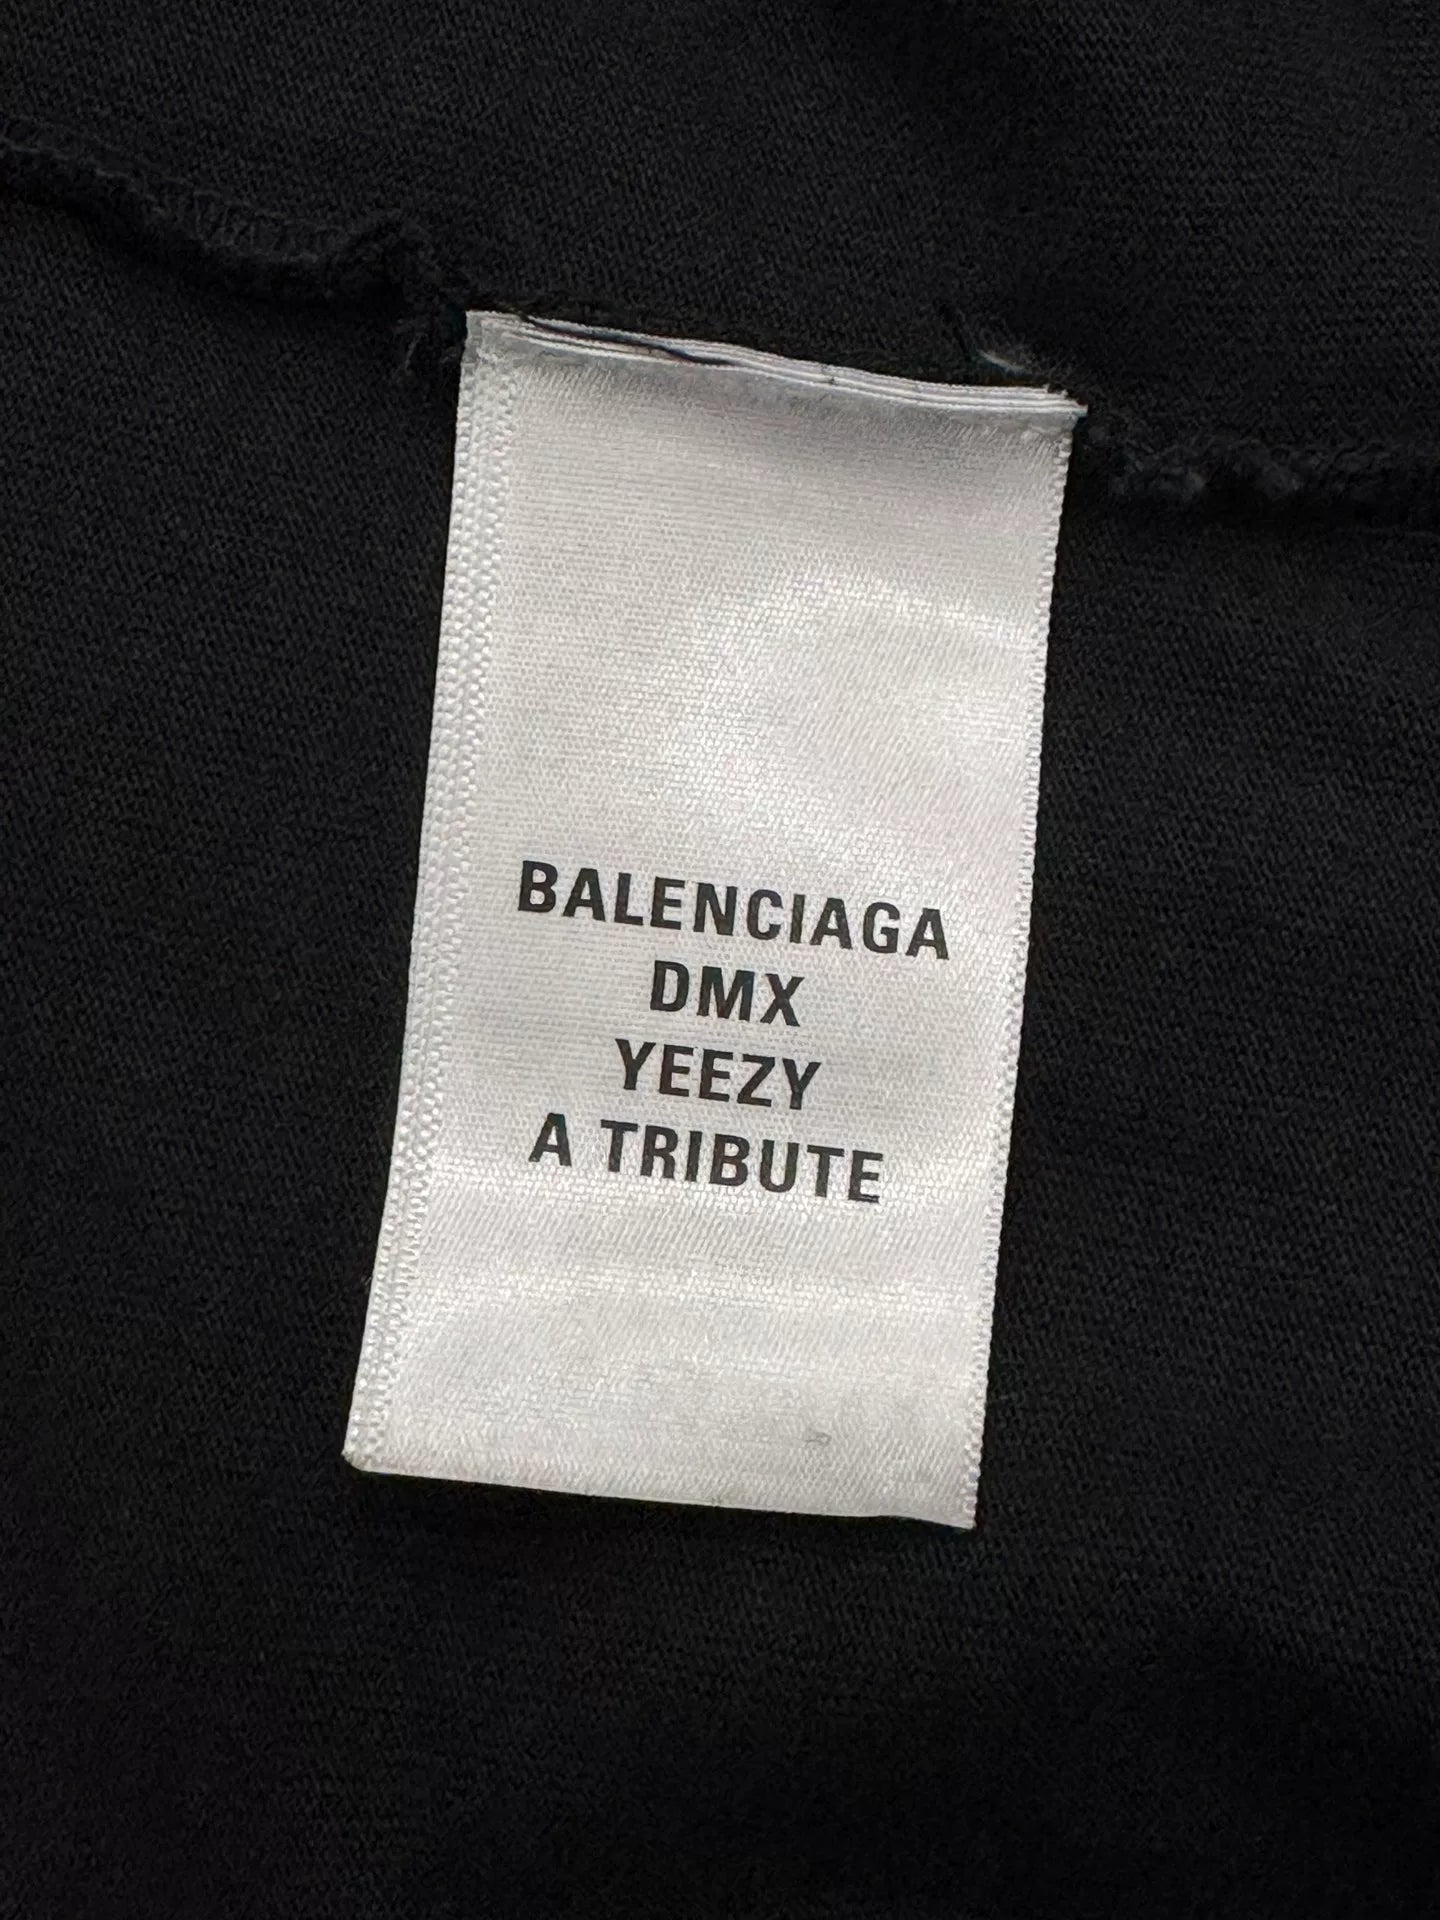 BALENCIAGA
DMX
YEEZY
A TRIBUTE